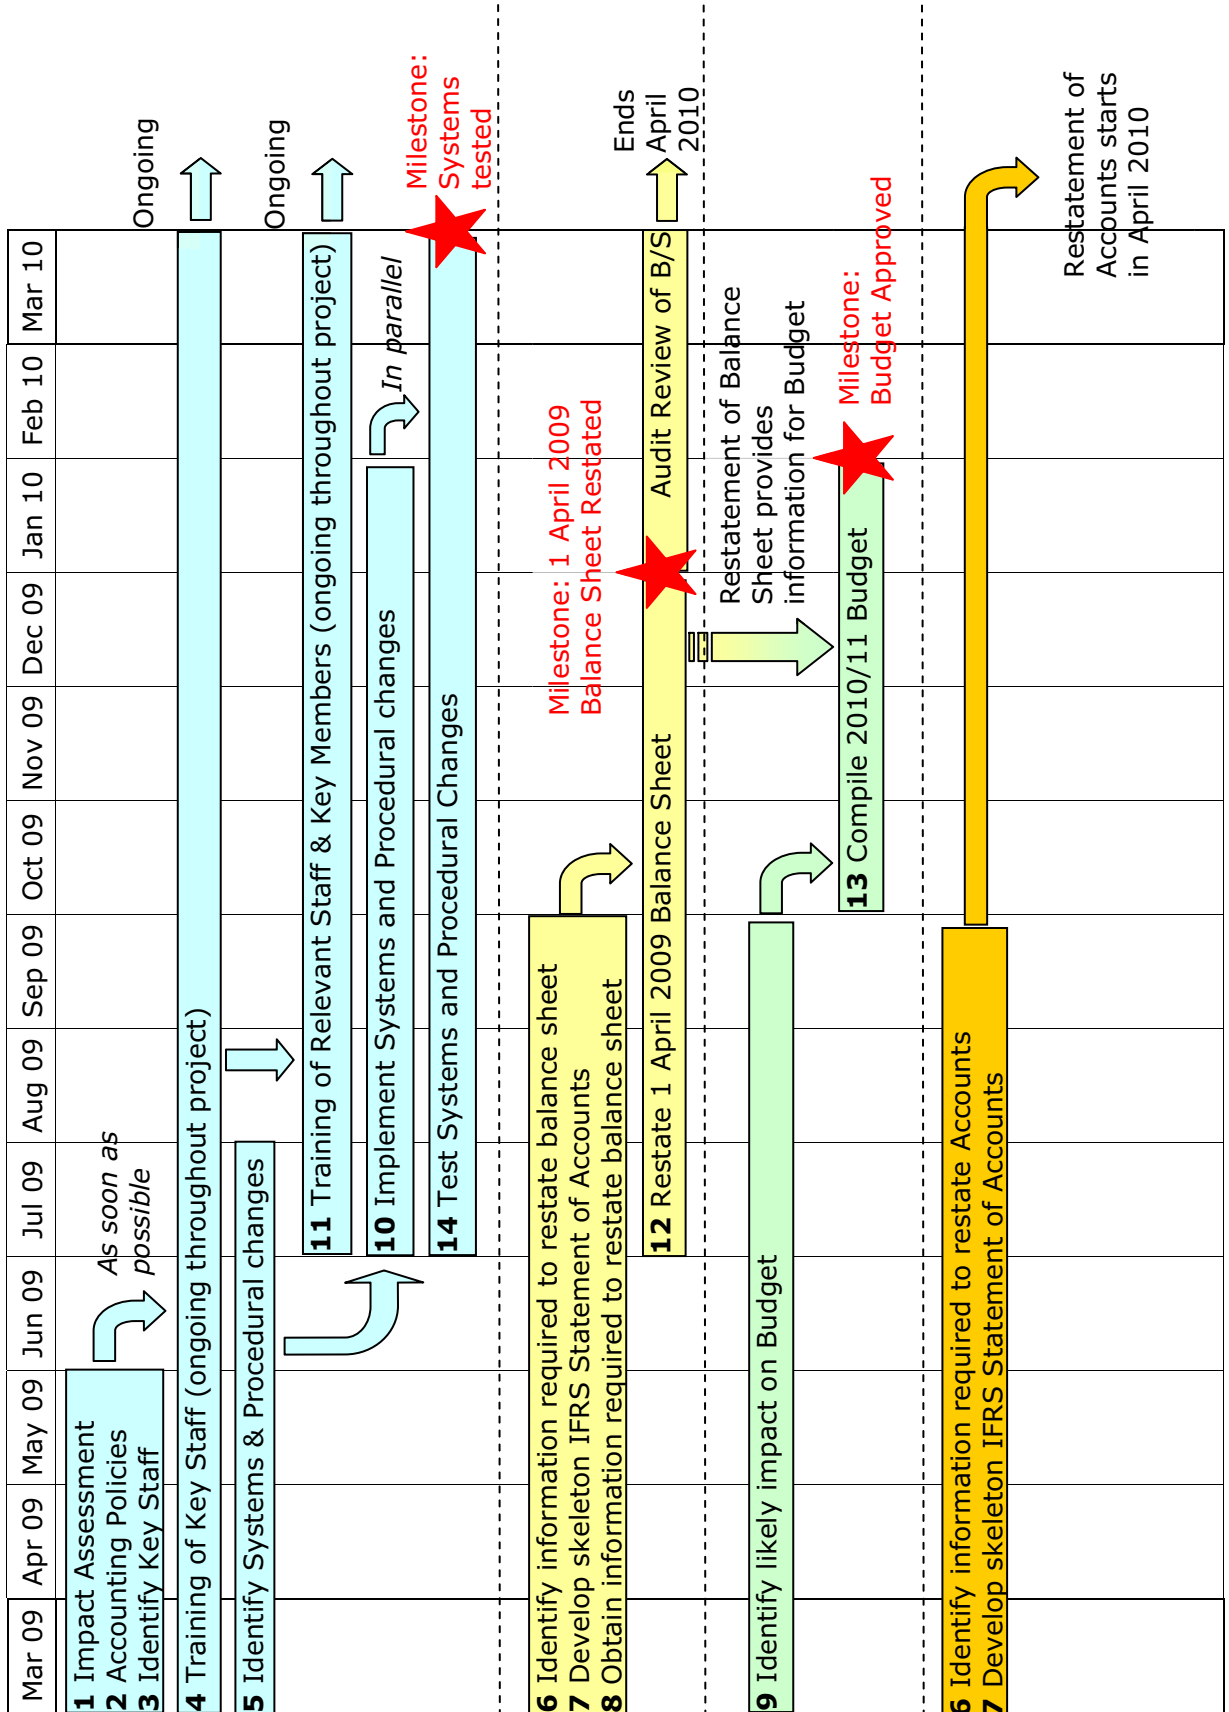 Mar 09
Apr 09
May 09
Jun 09
Jul 09
Aug 09
Sep 09
Oct 09
Nov 09
Dec 09
Jan 10
Feb 10
Mar 10
1 Impact Assessment
2 Accounting Policies
3 Identify Key Staff
As soon as
possible
4 Training of Key Staff (ongoing throughout project)
Ongoing
5 Identify Systems & Procedural changes
11 Training of Relevant Staff & Key Members (ongoing throughout project)
Ongoing
10 Implement Systems and Procedural changes
In parallel
14 Test Systems and Procedural Changes
Milestone:
Systems
tested
6 Identify information required to restate balance sheet
7 Develop skeleton IFRS Statement of Accounts
8 Obtain information required to restate balance sheet
Milestone: 1 April 2009
Balance Sheet Restated
12 Restate 1 April 2009 Balance Sheet
Audit Review of B/S
Ends
April
2010
Restatement of Balance
Sheet provides
information for Budget
9 Identify likely impact on Budget
13 Compile 2010/11 Budget
Milestone:
Budget Approved
6 Identify information required to restate Accounts
7 Develop skeleton IFRS Statement of Accounts
Restatement of
Accounts starts
in April 2010